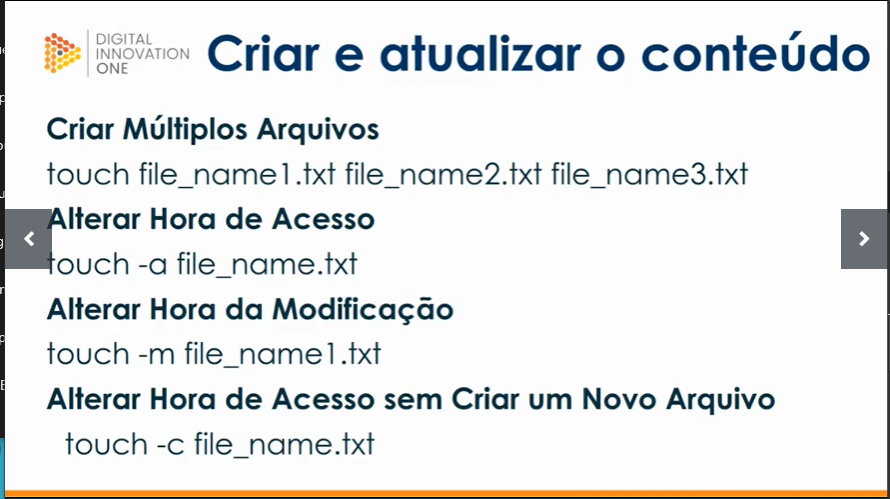 DIGITAL
INNOVATION
ONE
Criar e atualizar o conteúdo
Criar Múltiplos Arquivos
touch file_name1.txt file_name2.txt file_name3.txt
Alterar Hora de Acesso
touch -a file_name.txt
Alterar Hora da Modificação
touch -m file_name1.txt
Alterar Hora de Acesso sem Criar um Novo Arquivo
touch -c file_name.txt